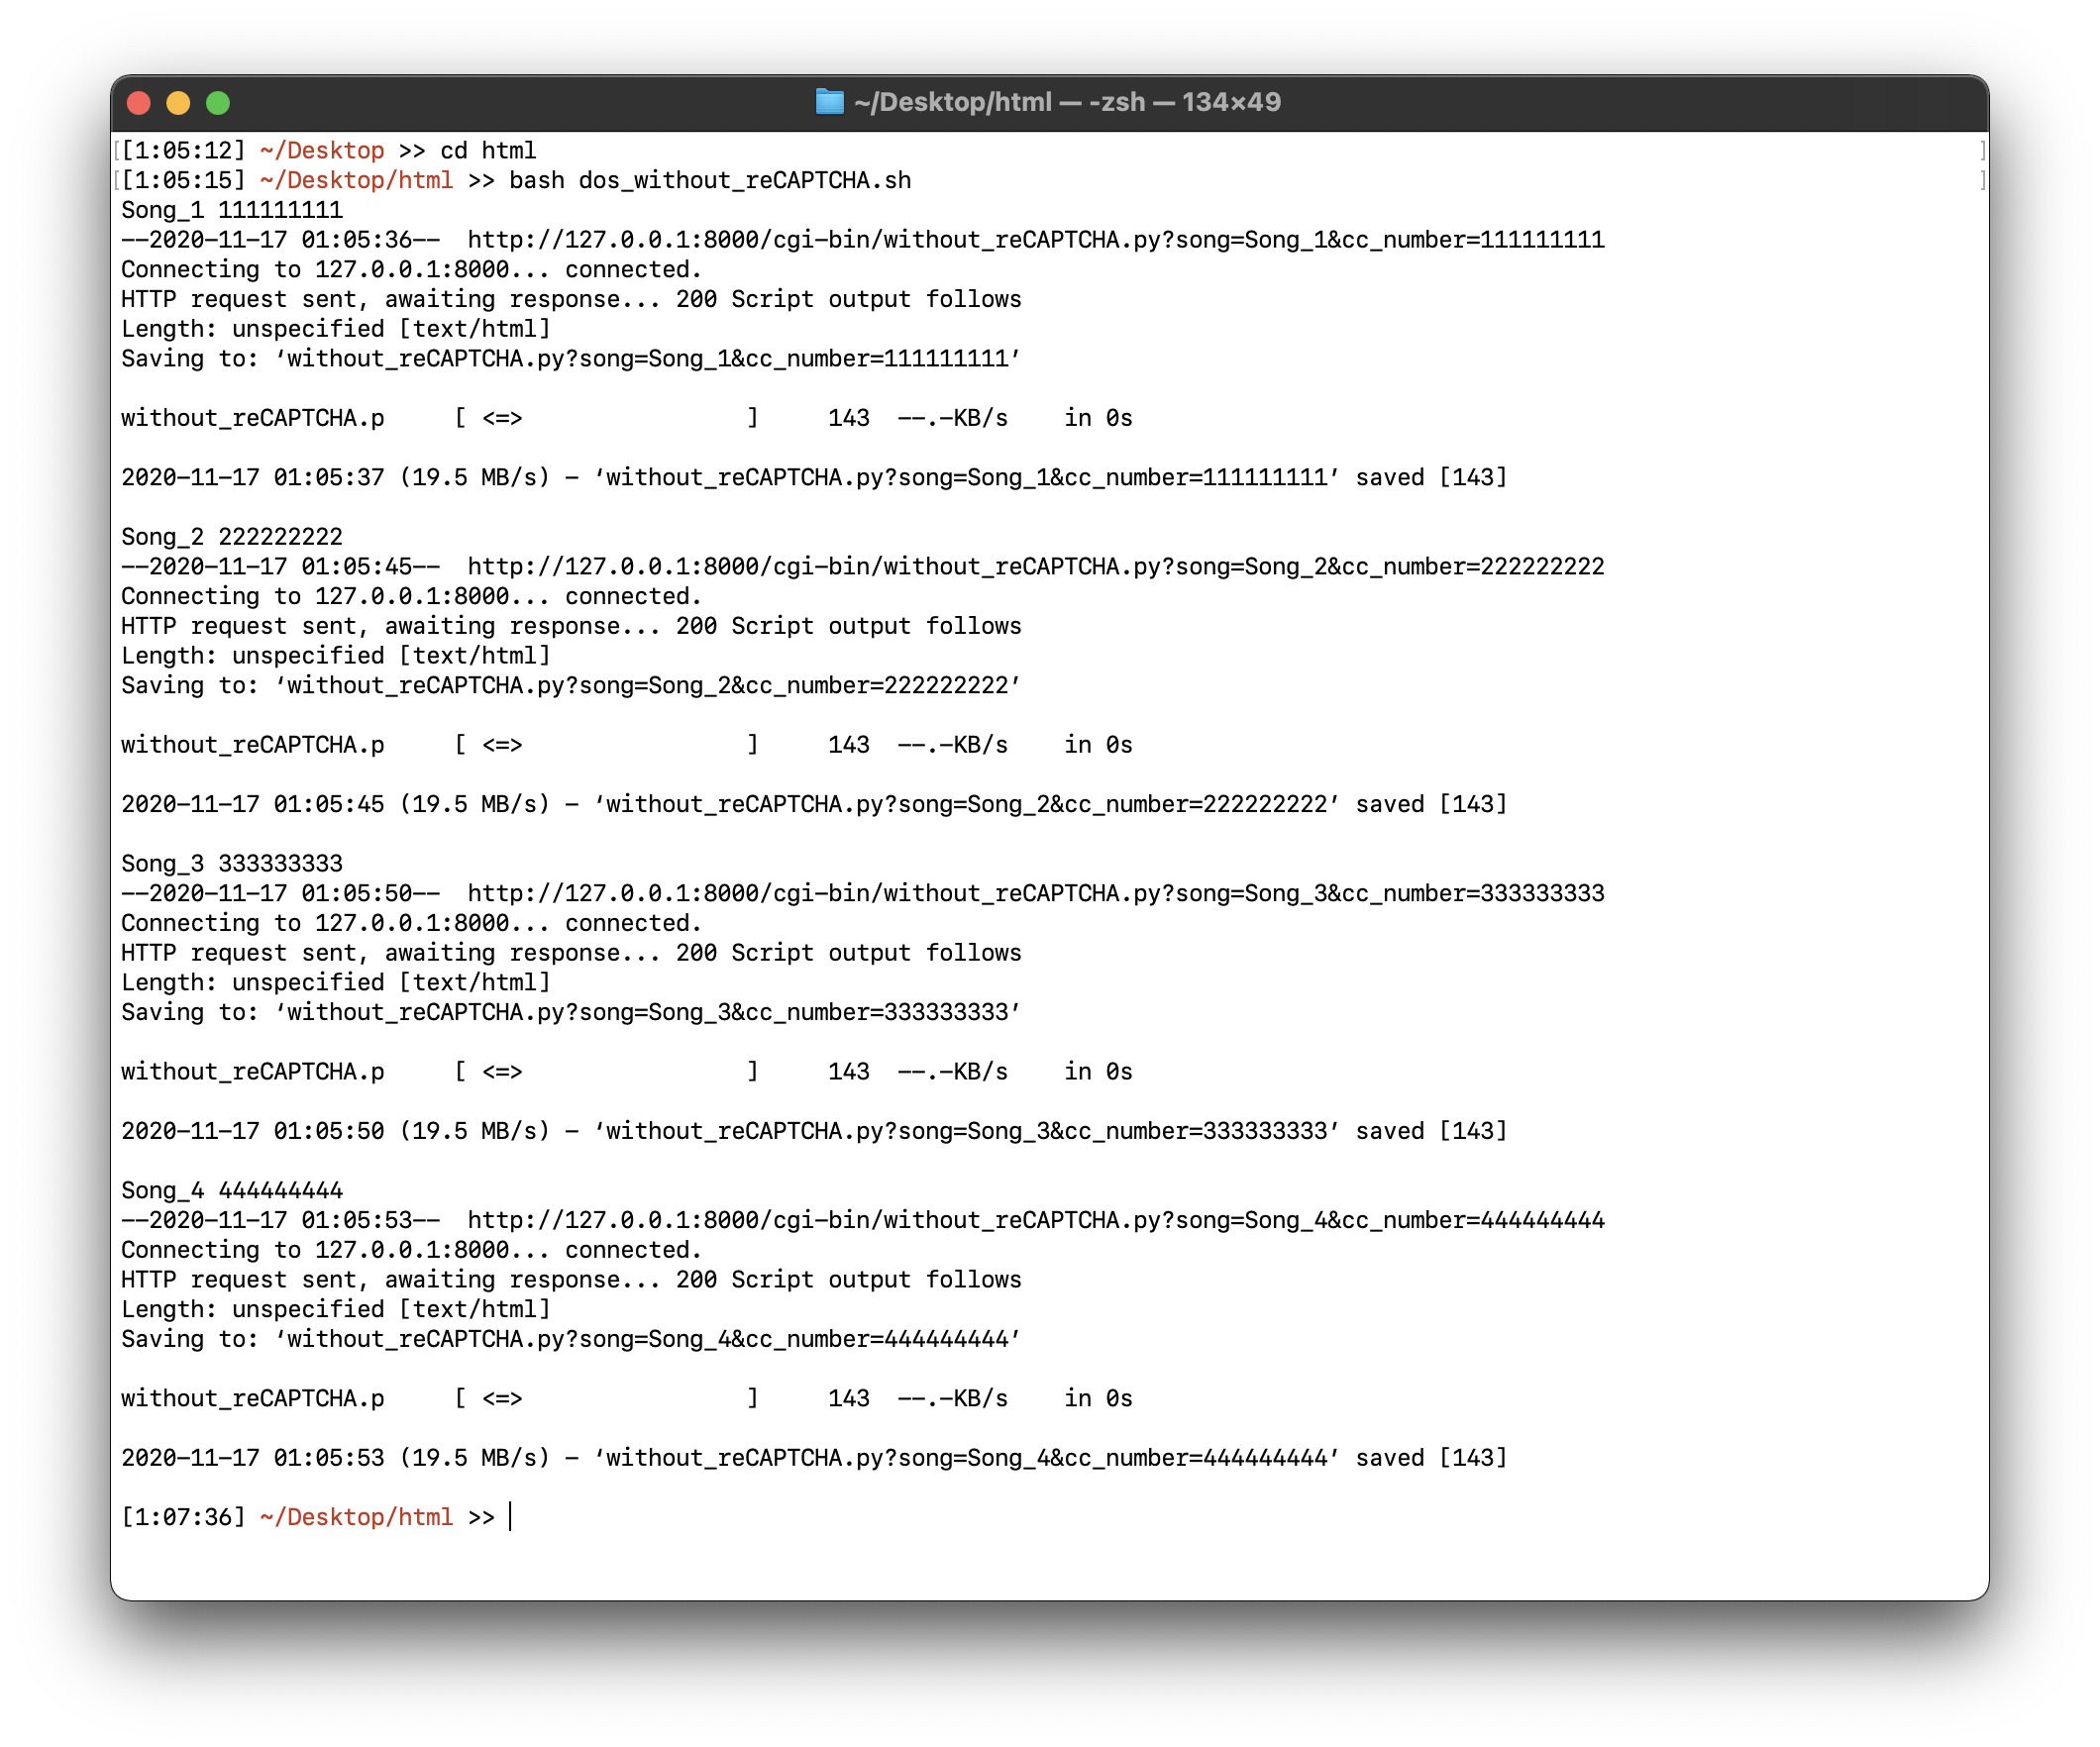 ~/Desktop/html — -zsh — 134×49
[[1:05:12] ~/Desktop >> cd html ]
[[1:05:15] ~/Desktop/html >> bash dos_without_reCAPTCHA.sh ]
Song_1 111111111
--2020-11-17 01:05:36--  http://127.0.0.1:8000/cgi-bin/without_reCAPTCHA.py?song=Song_1&cc_number=111111111
Connecting to 127.0.0.1:8000... connected.
HTTP request sent, awaiting response... 200 Script output follows
Length: unspecified [text/html]
Saving to: ‘without_reCAPTCHA.py?song=Song_1&cc_number=111111111’
without_reCAPTCHA.p     [ <=>                ]     143  --.-KB/s    in 0s
2020-11-17 01:05:37 (19.5 MB/s) - ‘without_reCAPTCHA.py?song=Song_1&cc_number=111111111’ saved [143]
Song_2 222222222
--2020-11-17 01:05:45--  http://127.0.0.1:8000/cgi-bin/without_reCAPTCHA.py?song=Song_2&cc_number=222222222
Connecting to 127.0.0.1:8000... connected.
HTTP request sent, awaiting response... 200 Script output follows
Length: unspecified [text/html]
Saving to: ‘without_reCAPTCHA.py?song=Song_2&cc_number=222222222’
without_reCAPTCHA.p     [ <=>                ]     143  --.-KB/s    in 0s
2020-11-17 01:05:45 (19.5 MB/s) - ‘without_reCAPTCHA.py?song=Song_2&cc_number=222222222’ saved [143]
Song_3 333333333
--2020-11-17 01:05:50--  http://127.0.0.1:8000/cgi-bin/without_reCAPTCHA.py?song=Song_3&cc_number=333333333
Connecting to 127.0.0.1:8000... connected.
HTTP request sent, awaiting response... 200 Script output follows
Length: unspecified [text/html]
Saving to: ‘without_reCAPTCHA.py?song=Song_3&cc_number=333333333’
without_reCAPTCHA.p     [ <=>                ]     143  --.-KB/s    in 0s
2020-11-17 01:05:50 (19.5 MB/s) - ‘without_reCAPTCHA.py?song=Song_3&cc_number=333333333’ saved [143]
Song_4 444444444
--2020-11-17 01:05:53--  http://127.0.0.1:8000/cgi-bin/without_reCAPTCHA.py?song=Song_4&cc_number=444444444
Connecting to 127.0.0.1:8000... connected.
HTTP request sent, awaiting response... 200 Script output follows
Length: unspecified [text/html]
Saving to: ‘without_reCAPTCHA.py?song=Song_4&cc_number=444444444’
without_reCAPTCHA.p     [ <=>                ]     143  --.-KB/s    in 0s
2020-11-17 01:05:53 (19.5 MB/s) - ‘without_reCAPTCHA.py?song=Song_4&cc_number=444444444’ saved [143]
[1:07:36] ~/Desktop/html >>